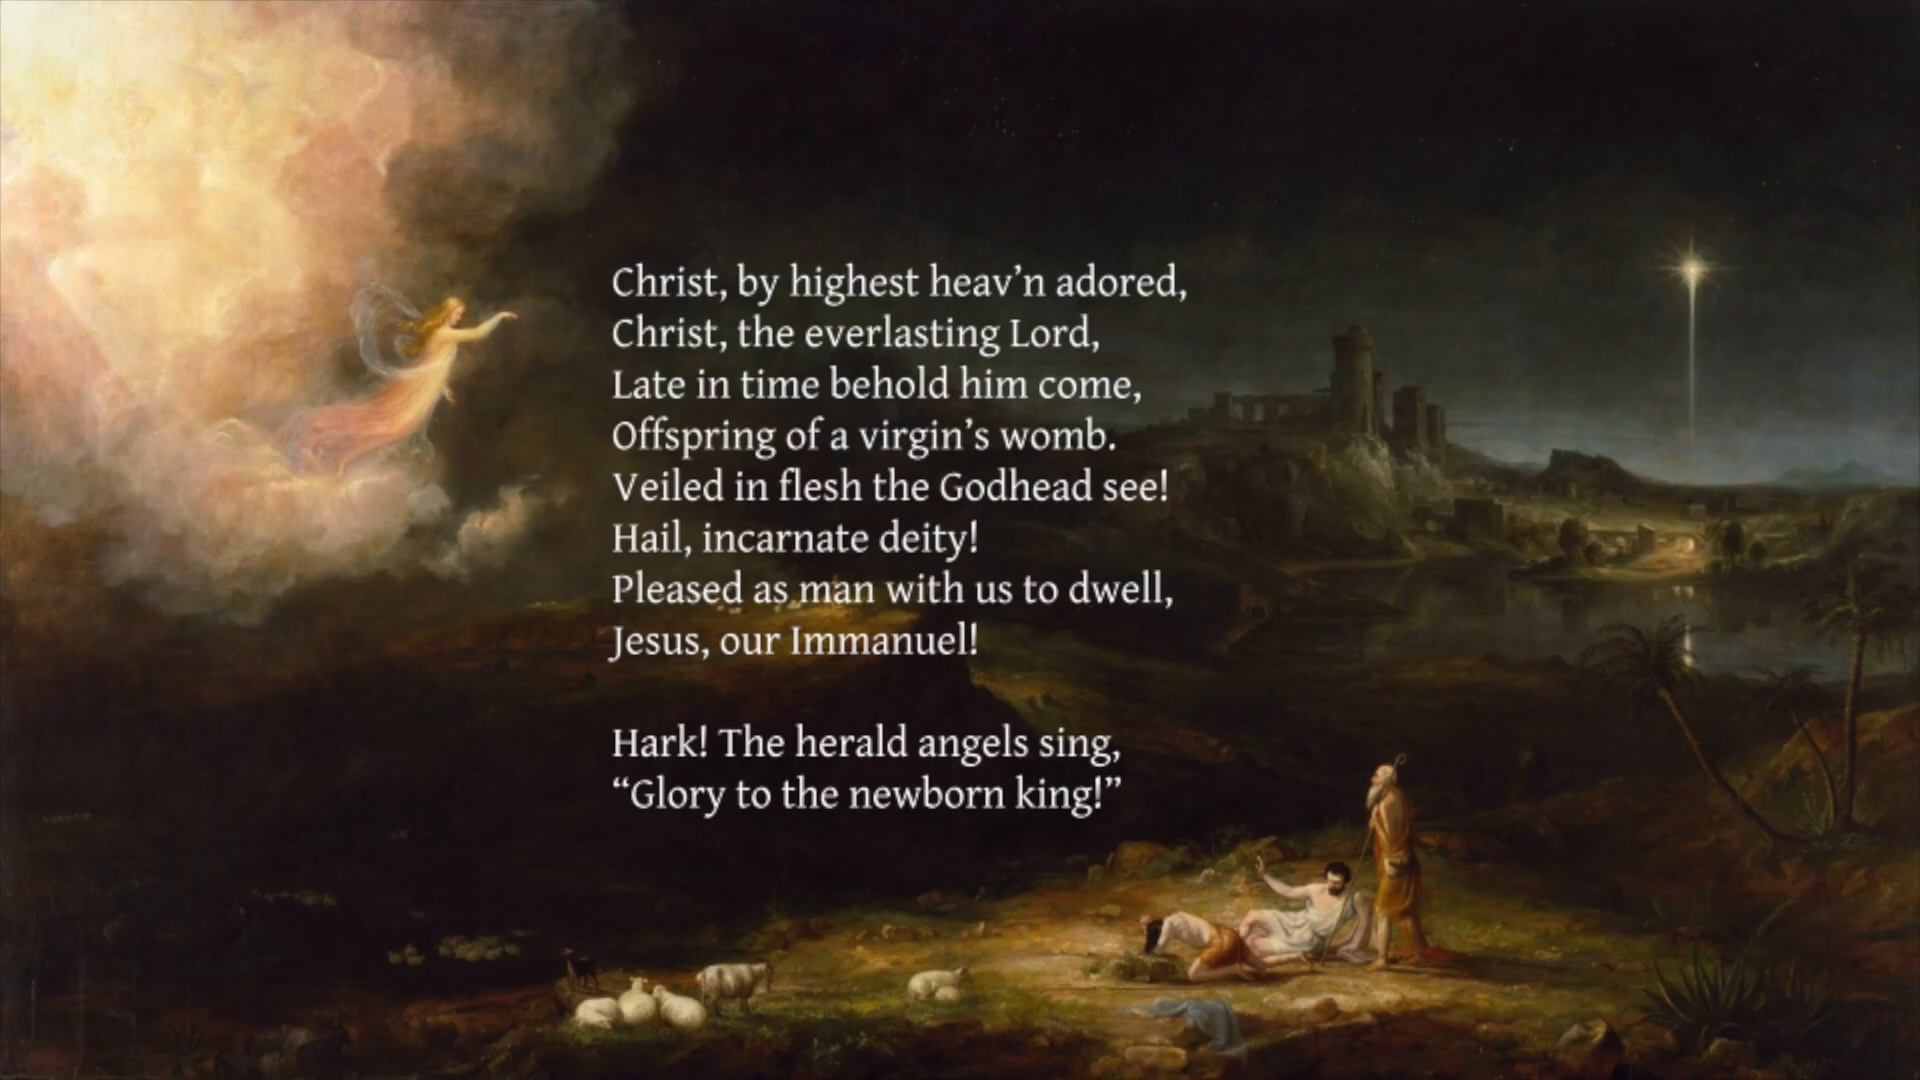 Christ, by highest heav’n adored,
Christ, the everlasting Lord,
Late in time behold him come,
Offspring of a virgin’s womb.
Veiled in flesh the Godhead see!
Hail, incarnate deity!
Pleased as man with us to dwell,
Jesus, our Immanuel!
Hark! The herald angels sing,
“Glory to the newborn king!”